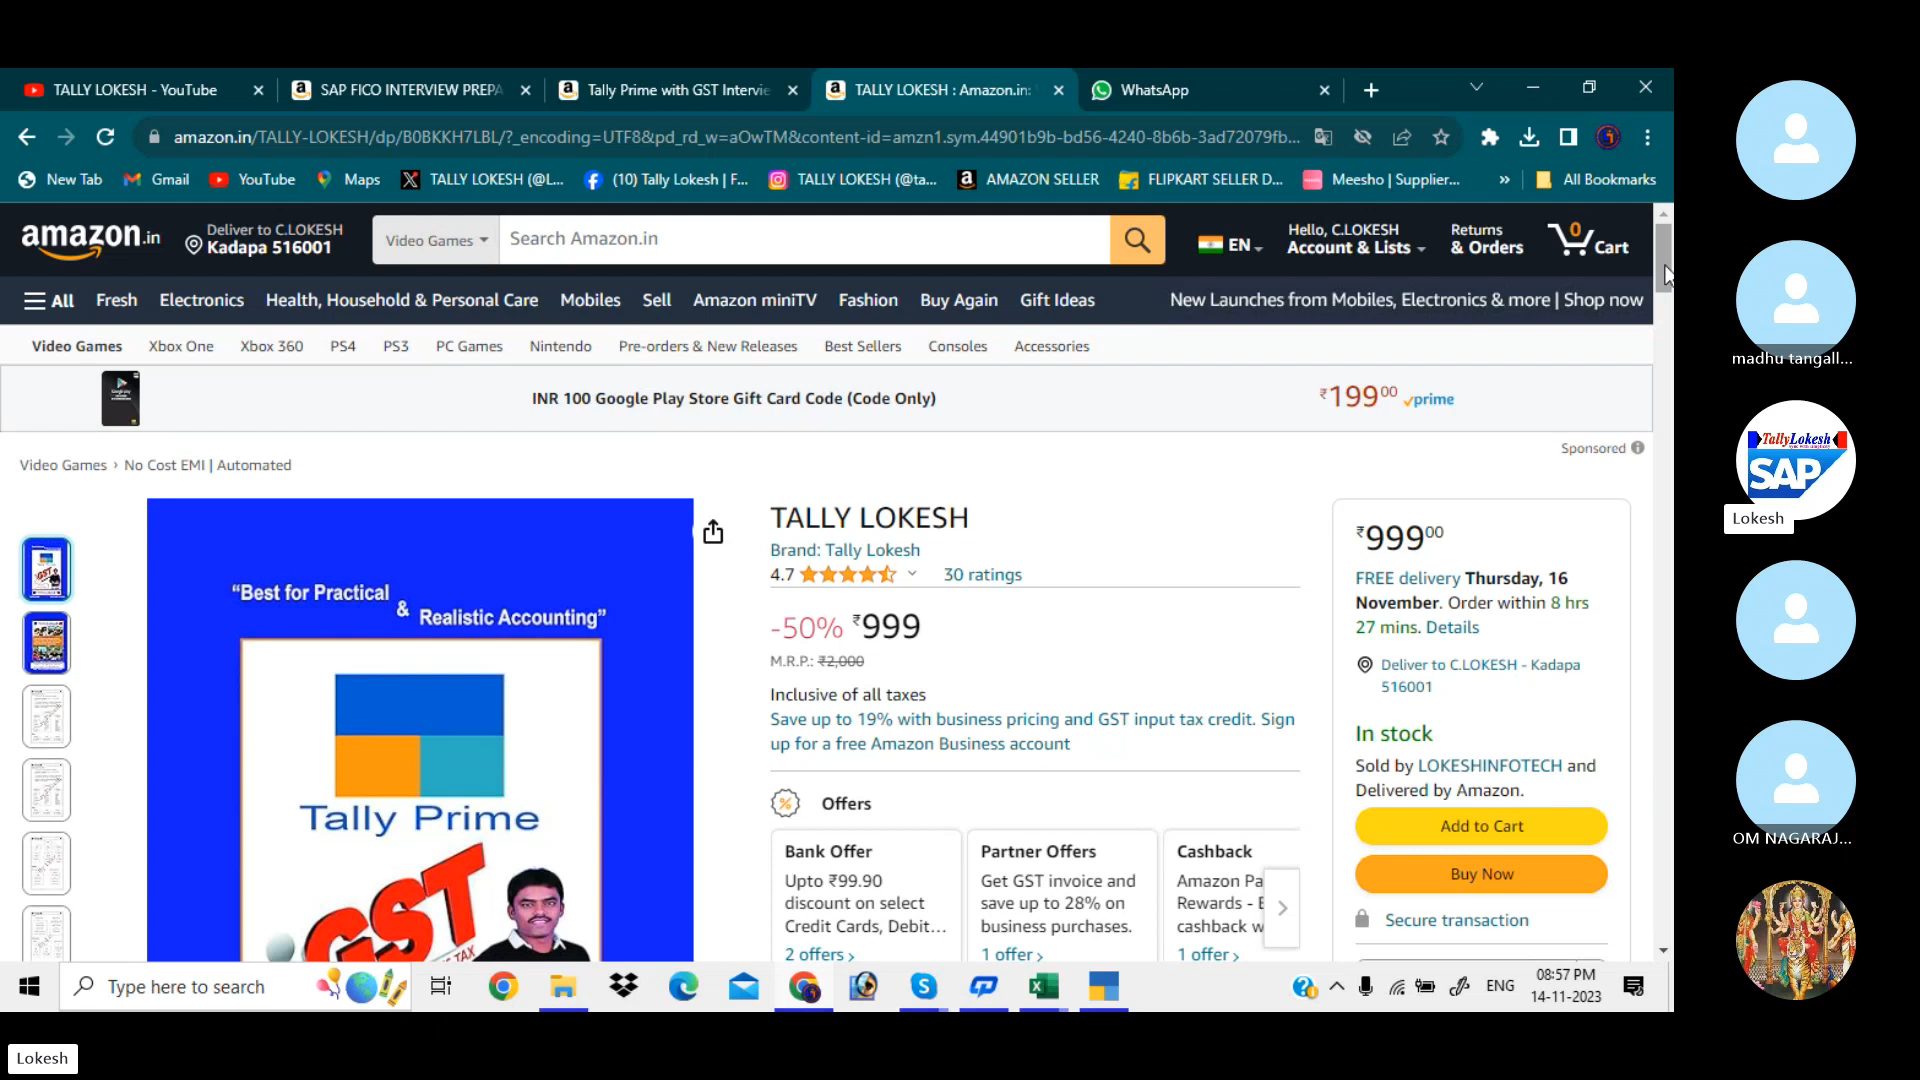 TALLY LOKESH - YouTube
SAP FICO INTERVIEW PREPA
Tally Prime with GST Intervie
TALLY LOKESH : Amazon.in:
WhatsApp
amazon.in/TALLY-LOKESH/dp/B0BKKH7LBL/?_encoding=UTF8&pd_rd_w=aOwTM&content-id=amzn1.sym.44901b9b-bd56-4240-8b6b-3ad72079fb...
New Tab
Gmail
YouTube
Maps
TALLY LOKESH (@L...
(10) Tally Lokesh | F...
TALLY LOKESH (@ta...
AMAZON SELLER
FLIPKART SELLER D...
Meesho | Supplier...
»
All Bookmarks
amazon.in
Deliver to C.LOKESH
Kadapa 516001
Video Games
Search Amazon.in
EN
Hello, C.LOKESH
Account & Lists
Returns
& Orders
0
Cart
All
Fresh
Electronics
Health, Household & Personal Care
Mobiles
Sell
Amazon miniTV
Fashion
Buy Again
Gift Ideas
New Launches from Mobiles, Electronics & more | Shop now
Video Games
Xbox One
Xbox 360
PS4
PS3
PC Games
Nintendo
Pre-orders & New Releases
Best Sellers
Consoles
Accessories
INR 100 Google Play Store Gift Card Code (Code Only)
₹199⁰⁰ prime
Sponsored
Video Games › No Cost EMI | Automated
“Best for Practical
&
Realistic Accounting”
Tally Prime
GST
TAX
TALLY LOKESH
Brand: Tally Lokesh
4.7
30 ratings
-50% ₹999
M.R.P.: ₹2,000
Inclusive of all taxes
Save up to 19% with business pricing and GST input tax credit. Sign
up for a free Amazon Business account
Offers
Bank Offer
Upto ₹99.90
discount on select
Credit Cards, Debit...
2 offers ›
Partner Offers
Get GST invoice and
save up to 28% on
business purchases.
1 offer ›
Cashback
Amazon Pa
Rewards -
cashback w
1 offer ›
₹999⁰⁰
FREE delivery Thursday, 16
November. Order within 8 hrs
27 mins. Details
Deliver to C.LOKESH - Kadapa
516001
In stock
Sold by LOKESHINFOTECH and
Delivered by Amazon.
Add to Cart
Buy Now
Secure transaction
Type here to search
ENG
08:57 PM
14-11-2023
madhu tangall...
TallyLokesh
SAP
Lokesh
OM NAGARAJ...
Lokesh